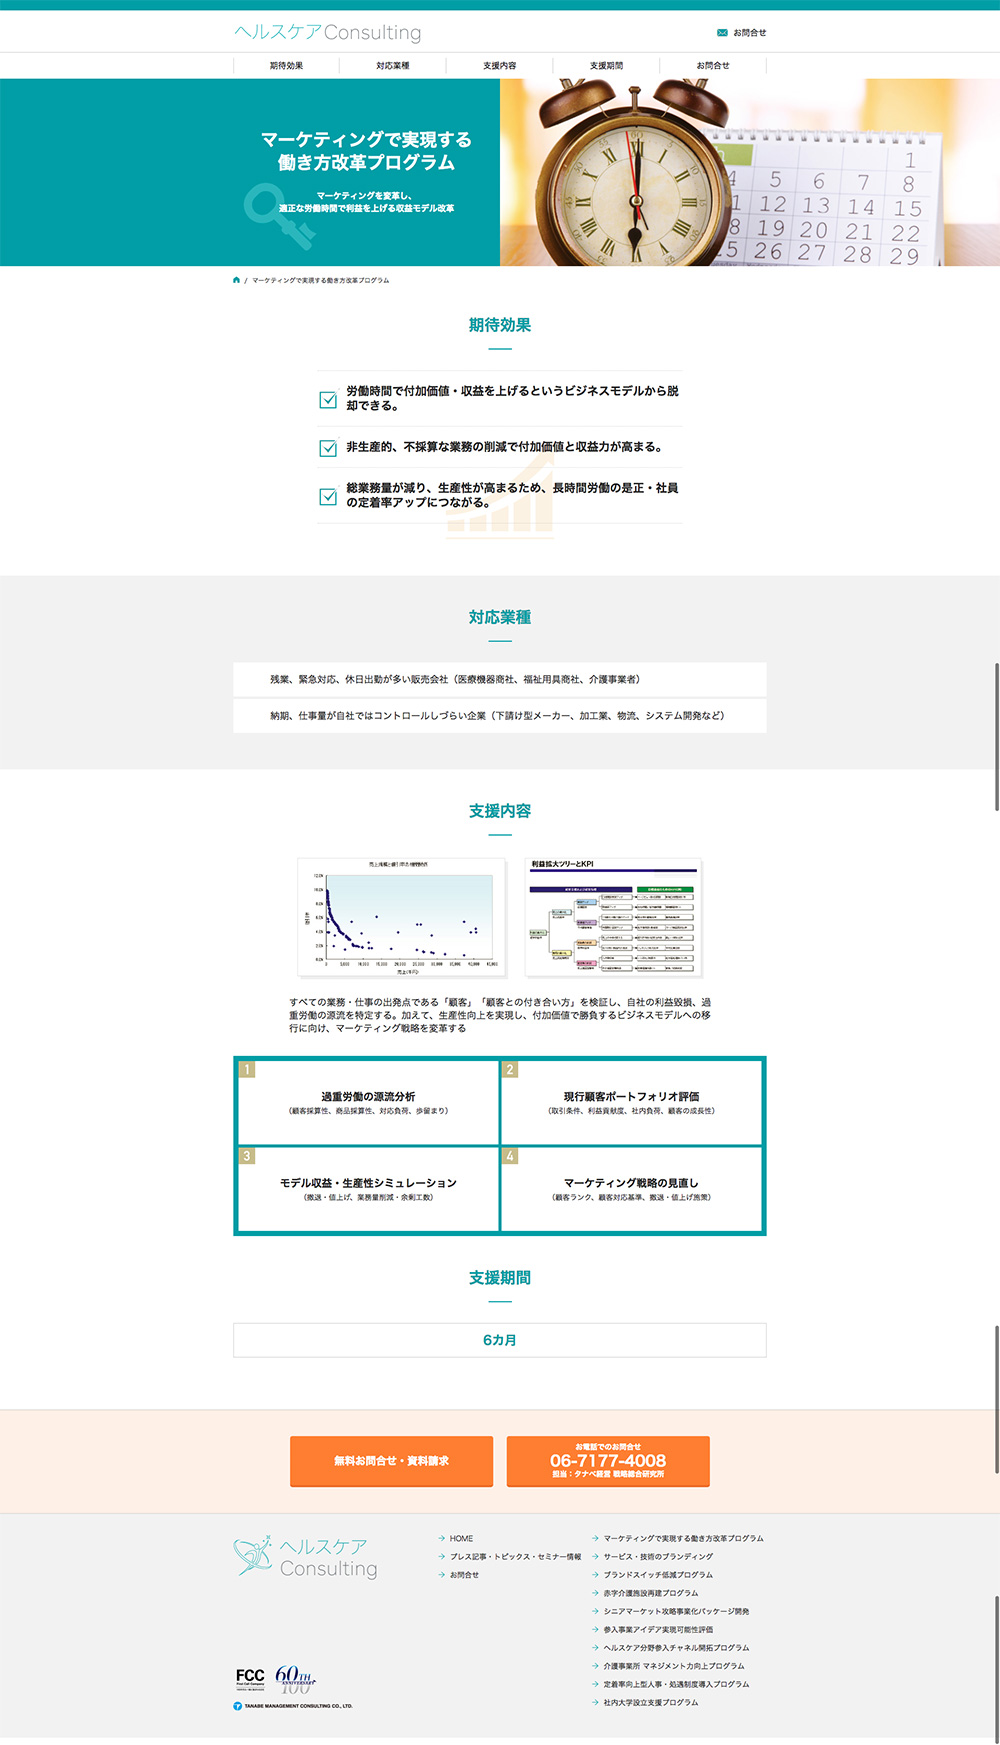 ヘルスケアConsulting
お問合せ
期待効果
対応業種
支援内容
支援期間
お問合せ
マーケティングで実現する
働き方改革プログラム
マーケティングを変革し、
適正な労働時間で利益を上げる収益モデル改革
1
4 5 6 7 8
11 12 13 14 15
18 19 20 21 22
25 26 27 28 29
/ マーケティングで実現する働き方改革プログラム
期待効果
労働時間で付加価値・収益を上げるというビジネスモデルから脱
却できる。
非生産的、不採算な業務の削減で付加価値と収益力が高まる。
総業務量が減り、生産性が高まるため、長時間労働の是正・社員
の定着率アップにつながる。
対応業種
残業、緊急対応、休日出勤が多い販売会社（医療機器商社、福祉用具商社、介護事業者）
納期、仕事量が自社ではコントロールしづらい企業（下請け型メーカー、加工業、物流、システム開発など）
支援内容
利益拡大ツリーとKPI
すべての業務・仕事の出発点である「顧客」「顧客との付き合い方」を検証し、自社の利益毀損、過
重労働の源流を特定する。加えて、生産性向上を実現し、付加価値で勝負するビジネスモデルへの移
行に向け、マーケティング戦略を変革する
1
過重労働の源流分析
（顧客採算性、商品採算性、対応負荷、歩留まり）
2
現行顧客ポートフォリオ評価
（取引条件、利益貢献度、社内負荷、顧客の成長性）
3
モデル収益・生産性シミュレーション
（撤退・値上げ、業務量削減・余剰工数）
4
マーケティング戦略の見直し
（顧客ランク、顧客対応基準、撤退・値上げ施策）
支援期間
6カ月
無料お問合せ・資料請求
お電話でのお問合せ
06-7177-4008
担当：タナベ経営 戦略総合研究所
ヘルスケア
Consulting
HOME
プレス記事・トピックス・セミナー情報
お問合せ
マーケティングで実現する働き方改革プログラム
サービス・技術のブランディング
ブランドスイッチ低減プログラム
赤字介護施設再建プログラム
シニアマーケット攻略事業化パッケージ開発
参入事業アイデア実現可能性評価
ヘルスケア分野参入チャネル開拓プログラム
介護事業所 マネジメント力向上プログラム
定着率向上型人事・処遇制度導入プログラム
社内大学設立支援プログラム
FCC
First Call Company
60TH
ANNIVERSARY
100
TANABE MANAGEMENT CONSULTING CO., LTD.